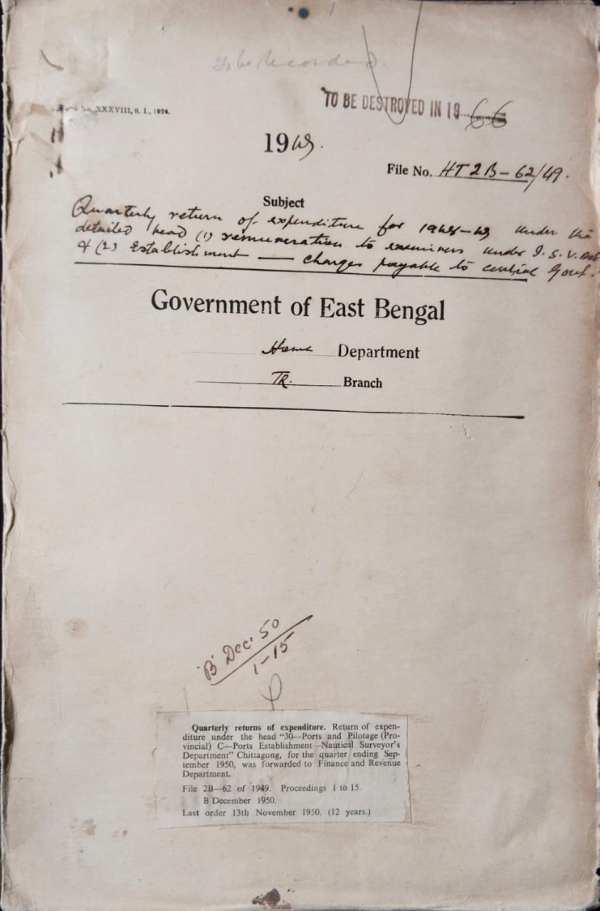 To be Recorded.
TO BE DESTROYED IN 19 66
No. XXXVIII, S. I., 1924.
1949.
File No. HT2B-62/49.
Subject
Quarterly return of expenditure for 1948-49 under the
detailed head (1) remuneration to examiners under I.S.V. Act
& (2) Establishment — charges payable to central Govt.
Government of East Bengal
Home Department
TR. Branch
'B' Dec. 50
1-15
Quarterly returns of expenditure. Return of expen-
diture under the head "30—Ports and Pilotage (Pro-
vincial) C—Ports Establishment—Nautical Surveyor's
Department" Chittagong, for the quarter ending Sep-
tember 1950, was forwarded to Finance and Revenue
Department.
File 2B—62 of 1949. Proceedings 1 to 15.
B December 1950.
Last order 13th November 1950. (12 years.)